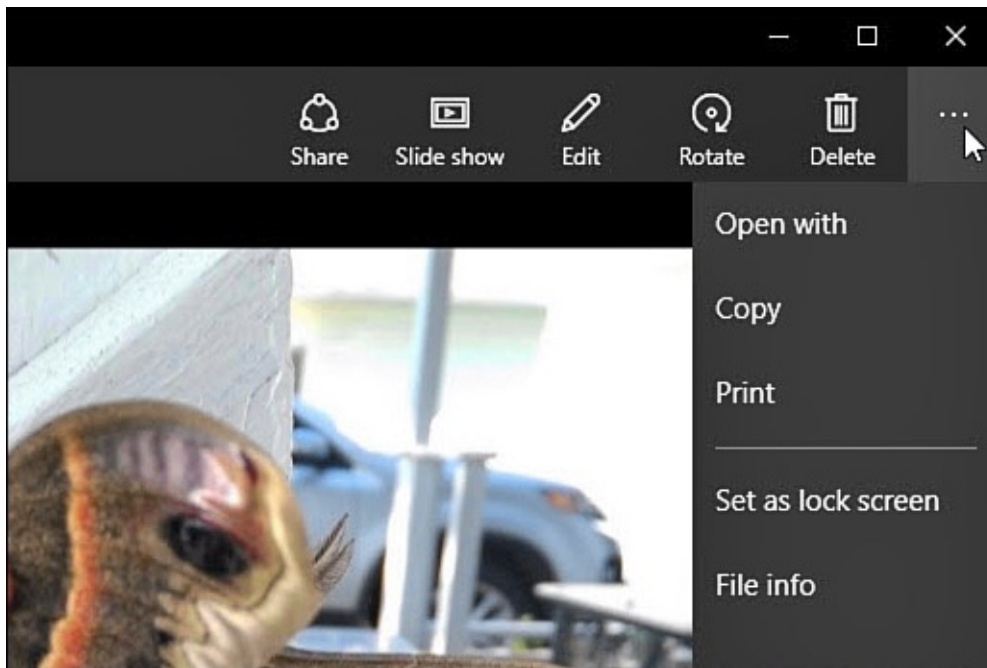 Share Slide show Edit Rotate Delete ...
Open with
Copy
Print
Set as lock screen
File info